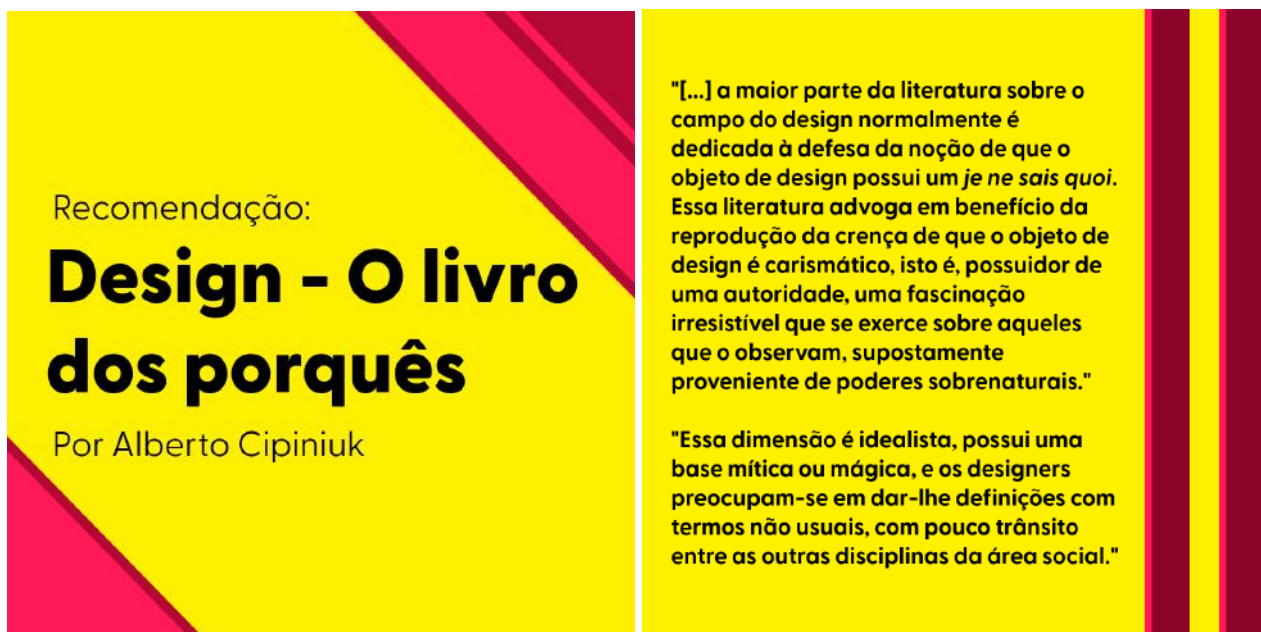 Recomendação:
Design - O livro
dos porquês
Por Alberto Cipiniuk
"[...] a maior parte da literatura sobre o
campo do design normalmente é
dedicada à defesa da noção de que o
objeto de design possui um je ne sais quoi.
Essa literatura advoga em benefício da
reprodução da crença de que o objeto de
design é carismático, isto é, possuidor de
uma autoridade, uma fascinação
irresistível que se exerce sobre aqueles
que o observam, supostamente
proveniente de poderes sobrenaturais."
"Essa dimensão é idealista, possui uma
base mítica ou mágica, e os designers
preocupam-se em dar-lhe definições com
termos não usuais, com pouco trânsito
entre as outras disciplinas da área social."